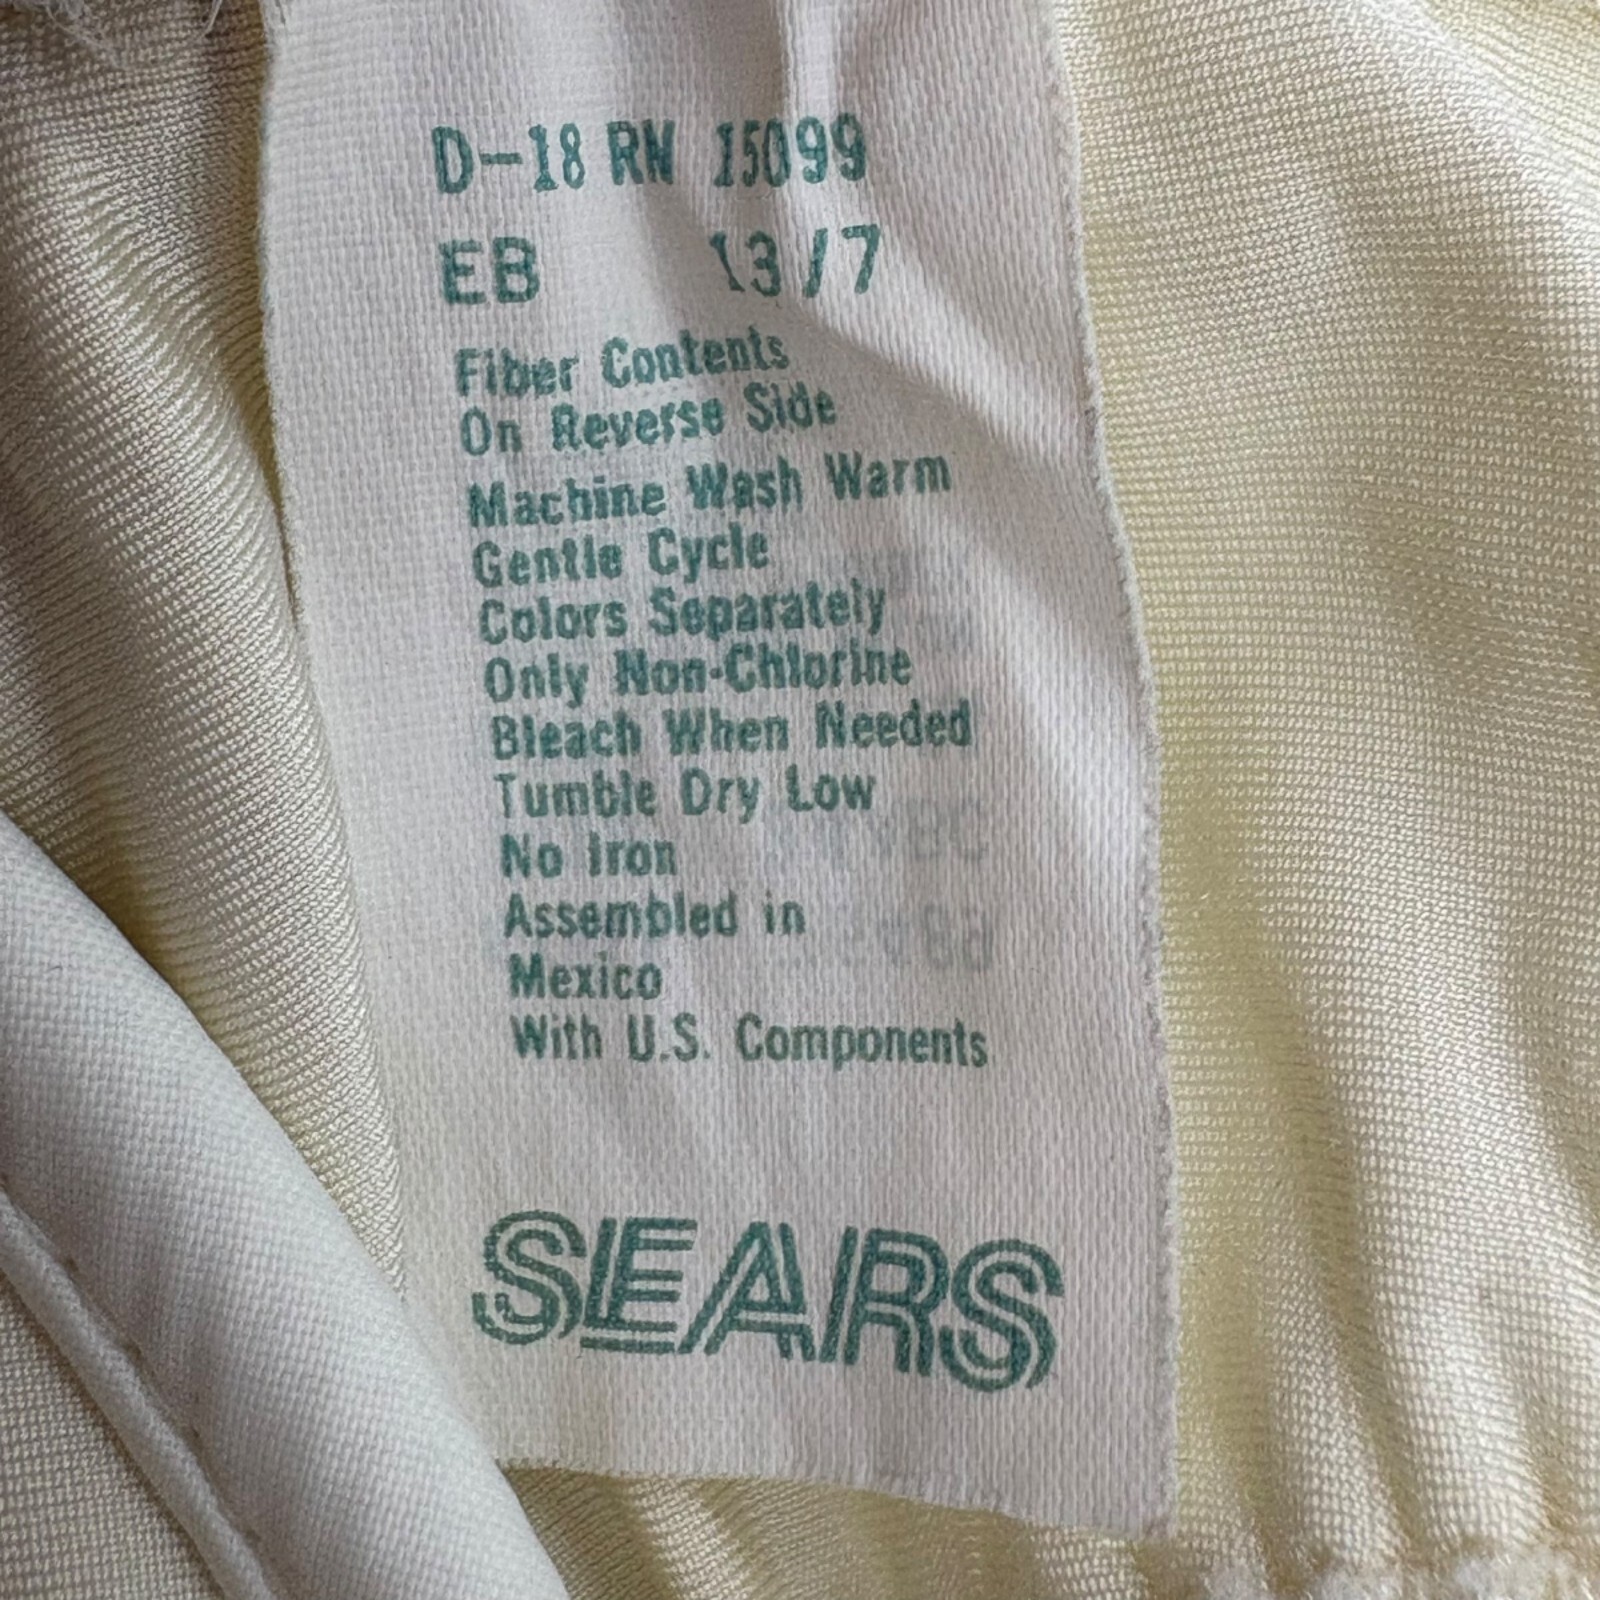 D-18 RN 15099
EB 13/7
Fiber Contents
On Reverse Side
Machine Wash Warm
Gentle Cycle
Colors Separately
Only Non-Chlorine
Bleach When Needed
Tumble Dry Low
No Iron
Assembled in
Mexico
With U.S. Components
SEARS